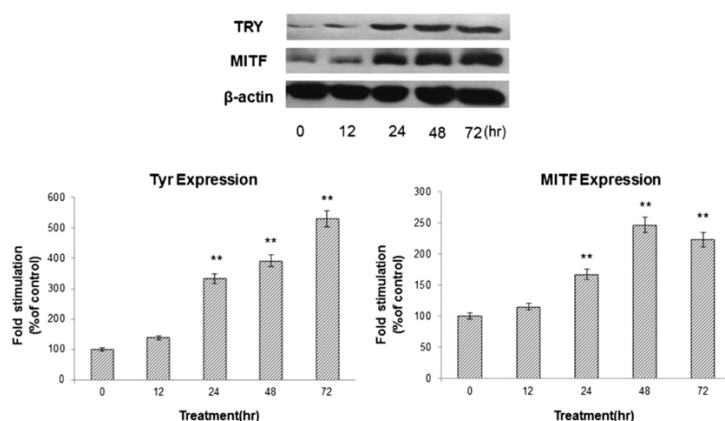 TRY
MITF
β-actin
0 12 24 48 72(hr)
Tyr Expression
Fold stimulation
(%of control)
600
500
400
300
200
100
0
**
**
**
0 12 24 48 72
Treatment(hr)
MITF Expression
Fold stimulation
(%of control)
300
250
200
150
100
50
0
**
**
**
0 12 24 48 72
Treatment(hr)